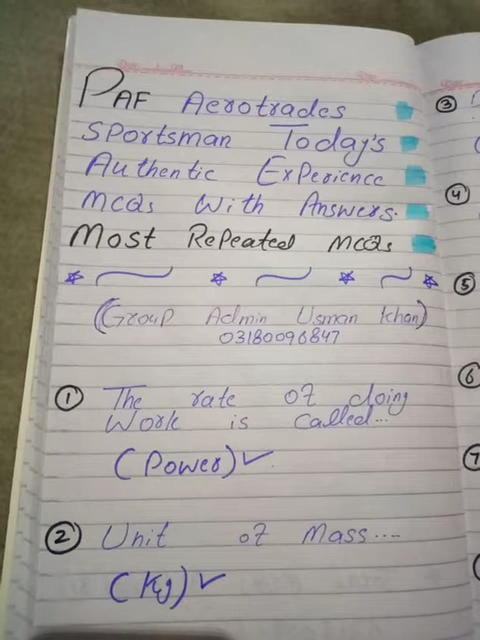 PAF Aerotrades
Sportsman Today's
Authentic Experience
MCQs With Answers.
Most Repeated MCQs
(Group Admin Usman Khan)
03180096847
① The rate of doing
Work is called...
(Power) ✓
② Unit of Mass....
(Kg) ✓
③
④
⑤
⑥
⑦